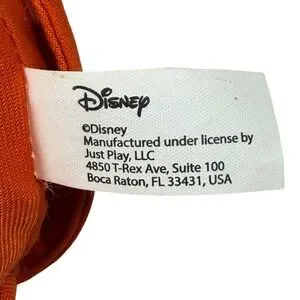 Disney
©Disney
Manufactured under license by
Just Play, LLC
4850 T-Rex Ave, Suite 100
Boca Raton, FL 33431, USA